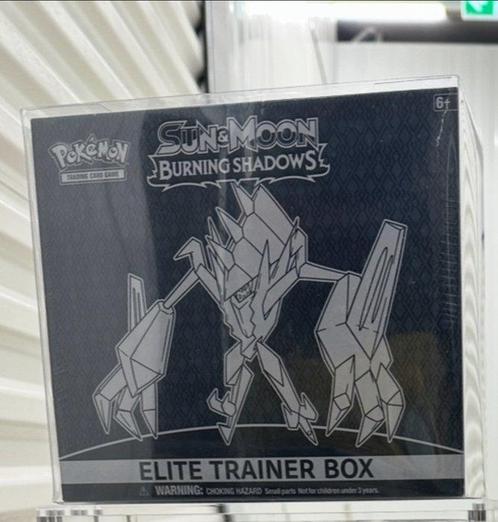 6+
Pokémon
TRADING CARD GAME
SUN & MOON
BURNING SHADOWS
ELITE TRAINER BOX
WARNING: CHOKING HAZARD Small parts Not for children under 3 years.